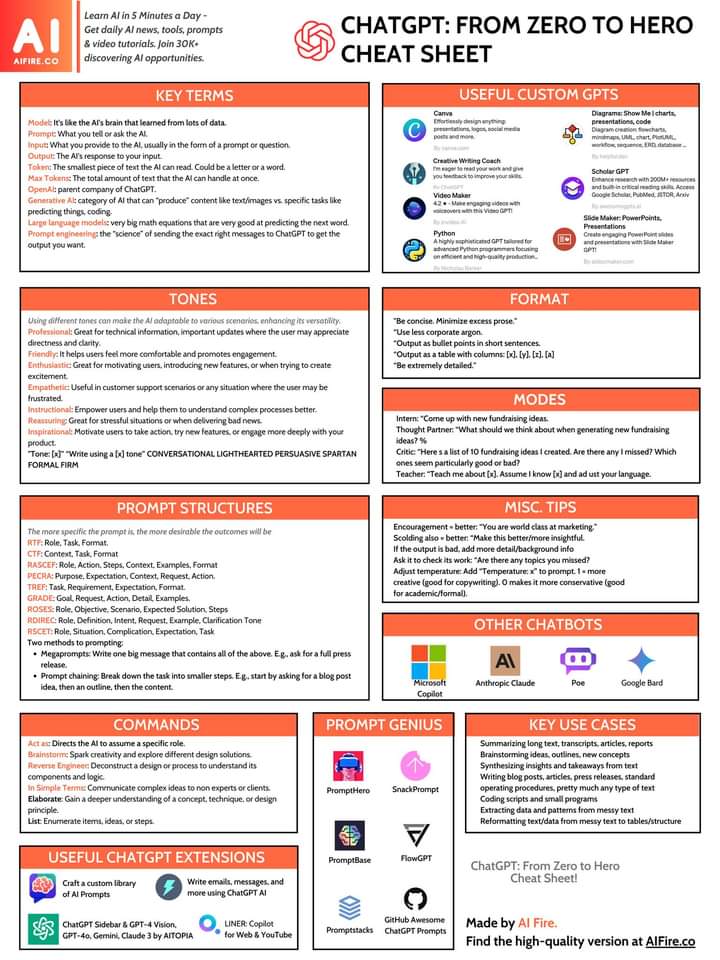 AI
AIFIRE.CO
Learn AI in 5 Minutes a Day -
Get daily AI news, tools, prompts
& video tutorials. Join 30K+
discovering AI opportunities.
CHATGPT: FROM ZERO TO HERO
CHEAT SHEET
KEY TERMS
Model: It's like the AI's brain that learned from lots of data.
Prompt: What you tell or ask the AI.
Input: What you provide to the AI, usually in the form of a prompt or question.
Output: The AI's response to your input.
Token: The smallest piece of text the AI can read. Could be a letter or a word.
Max Tokens: The total amount of text that the AI can handle at once.
OpenAI: parent company of ChatGPT.
Generative AI: category of AI that can "produce" content like text/images vs. specific tasks like
predicting things, coding.
Large language models: very big math equations that are very good at predicting the next word.
Prompt engineering: the "science" of sending the exact right messages to ChatGPT to get the
output you want.
USEFUL CUSTOM GPTS
Canva
Effortlessly design anything:
presentations, logos, social media
posts and more.
By canva.com
Creative Writing Coach
I'm eager to read your work and give
you feedback to improve your skills.
By ChatGPT
Video Maker
4.2 ★ - Make engaging videos with
voiceovers with this Video GPT!
By invideo AI
Python
A highly sophisticated GPT tailored for
advanced Python programmers focusing
on efficient and high-quality production...
By Nicholas Barker
Diagrams: Show Me | charts,
presentations, code
Diagram creation: flowcharts,
mindmaps, UML, chart, PlotUML,
workflow, sequence, ERD, database ...
By helpful.dev
Scholar GPT
Enhance research with 200M+ resources
and built-in critical reading skills. Access
Google Scholar, PubMed, JSTOR, Arxiv
By awesomegpts.ai
Slide Maker: PowerPoints,
Presentations
Create engaging PowerPoint slides
and presentations with Slide Maker
GPT!
By aidocmaker.com
TONES
Using different tones can make the AI adaptable to various scenarios, enhancing its versatility.
Professional: Great for technical information, important updates where the user may appreciate
directness and clarity.
Friendly: It helps users feel more comfortable and promotes engagement.
Enthusiastic: Great for motivating users, introducing new features, or when trying to create
excitement.
Empathetic: Useful in customer support scenarios or any situation where the user may be
frustrated.
Instructional: Empower users and help them to understand complex processes better.
Reassuring: Great for stressful situations or when delivering bad news.
Inspirational: Motivate users to take action, try new features, or engage more deeply with your
product.
"Tone: [x]" "Write using a [x] tone" CONVERSATIONAL LIGHTHEARTED PERSUASIVE SPARTAN
FORMAL FIRM
FORMAT
"Be concise. Minimize excess prose."
"Use less corporate argon.
"Output as bullet points in short sentences.
"Output as a table with columns: [x], [y], [z], [a]
"Be extremely detailed."
MODES
Intern: "Come up with new fundraising ideas.
Thought Partner: "What should we think about when generating new fundraising
ideas? %
Critic: "Here s a list of 10 fundraising ideas I created. Are there any I missed? Which
ones seem particularly good or bad?
Teacher: "Teach me about [x]. Assume I know [x] and ad ust your language.
PROMPT STRUCTURES
The more specific the prompt is, the more desirable the outcomes will be
RTF: Role, Task, Format.
CTF: Context, Task, Format
RASCEF: Role, Action, Steps, Context, Examples, Format
PECRA: Purpose, Expectation, Context, Request, Action.
TREF: Task, Requirement, Expectation, Format.
GRADE: Goal, Request, Action, Detail, Examples.
ROSES: Role, Objective, Scenario, Expected Solution, Steps
RDIREC: Role, Definition, Intent, Request, Example, Clarification Tone
RSCET: Role, Situation, Complication, Expectation, Task
Two methods to prompting:
• Megaprompts: Write one big message that contains all of the above. E.g., ask for a full press
release.
• Prompt chaining: Break down the task into smaller steps. E.g., start by asking for a blog post
idea, then an outline, then the content.
MISC. TIPS
Encouragement = better: "You are world class at marketing."
Scolding also = better: "Make this better/more insightful.
If the output is bad, add more detail/background info
Ask it to check its work: "Are there any topics you missed?
Adjust temperature: Add "Temperature: x" to prompt. 1 = more
creative (good for copywriting). 0 makes it more conservative (good
for academic/formal).
OTHER CHATBOTS
Microsoft
Copilot
Anthropic Claude
Poe
Google Bard
COMMANDS
Act as: Directs the AI to assume a specific role.
Brainstorm: Spark creativity and explore different design solutions.
Reverse Engineer: Deconstruct a design or process to understand its
components and logic.
In Simple Terms: Communicate complex ideas to non experts or clients.
Elaborate: Gain a deeper understanding of a concept, technique, or design
principle.
List: Enumerate items, ideas, or steps.
PROMPT GENIUS
PromptHero
SnackPrompt
PromptBase
FlowGPT
Promptstacks
GitHub Awesome
ChatGPT Prompts
KEY USE CASES
Summarizing long text, transcripts, articles, reports
Brainstorming ideas, outlines, new concepts
Synthesizing insights and takeaways from text
Writing blog posts, articles, press releases, standard
operating procedures, pretty much any type of text
Coding scripts and small programs
Extracting data and patterns from messy text
Reformatting text/data from messy text to tables/structure
USEFUL CHATGPT EXTENSIONS
Craft a custom library
of AI Prompts
Write emails, messages, and
more using ChatGPT AI
ChatGPT Sidebar & GPT-4 Vision,
GPT-4o, Gemini, Claude 3 by AITOPIA
LINER: Copilot
for Web & YouTube
ChatGPT: From Zero to Hero
Cheat Sheet!
Made by AI Fire.
Find the high-quality version at AIFire.co